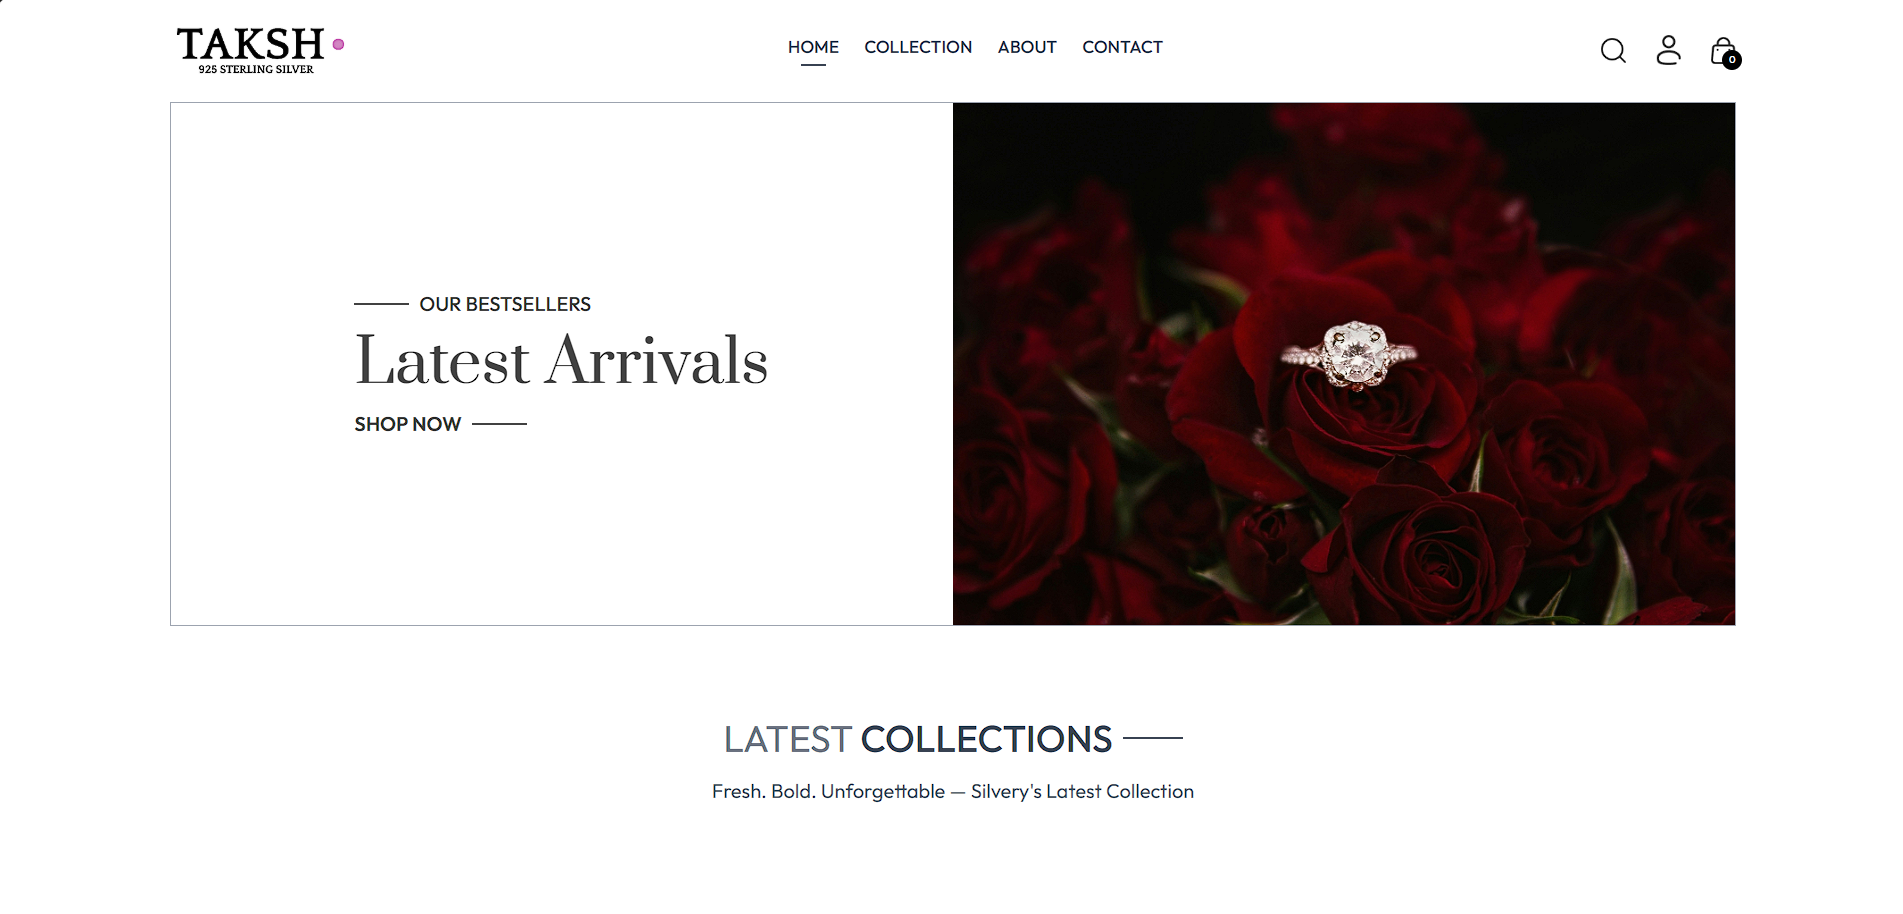 TAKSH
925 STERLING SILVER
HOME COLLECTION ABOUT CONTACT
0
OUR BESTSELLERS
Latest Arrivals
SHOP NOW
LATEST COLLECTIONS
Fresh. Bold. Unforgettable — Silvery's Latest Collection